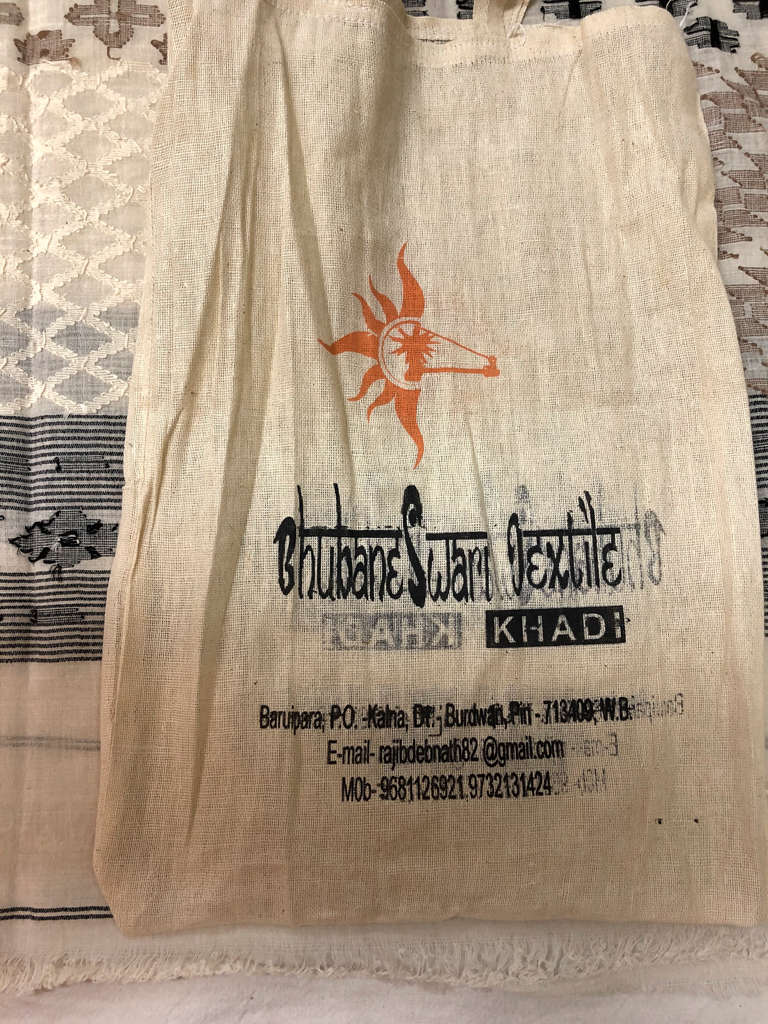 BhubaneSwari Textile
KHADi
Baruipara, P.O. -Kalna, Dt.- Burdwan, Pin - 713409, W.B.
E-mail- rajibdebnath82 @gmail.com
M0b- 9681126921 9732131424